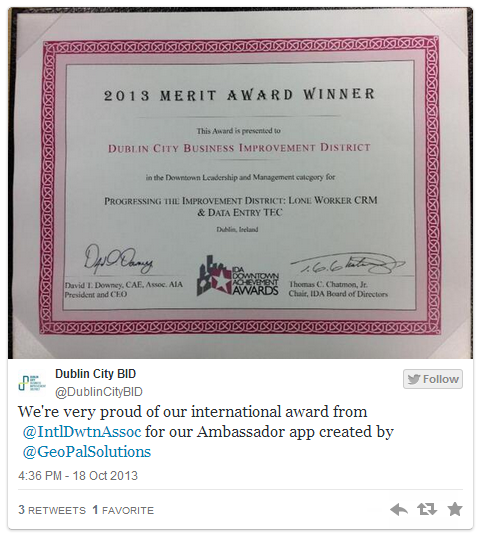 2013 MERIT AWARD WINNER
This Award is presented to
DUBLIN CITY BUSINESS IMPROVEMENT DISTRICT
in the Downtown Leadership and Management category for
PROGRESSING THE IMPROVEMENT DISTRICT: LONE WORKER CRM
& DATA ENTRY TEC
Dublin, Ireland
IDA
DOWNTOWN
ACHIEVEMENT
AWARDS
David T. Downey, CAE, Assoc. AIA
President and CEO
Thomas C. Chatmon, Jr.
Chair, IDA Board of Directors
Dublin City BID
@DublinCityBID
Follow
We're very proud of our international award from
@IntlDwtnAssoc for our Ambassador app created by
@GeoPalSolutions
4:36 PM - 18 Oct 2013
3 RETWEETS 1 FAVORITE